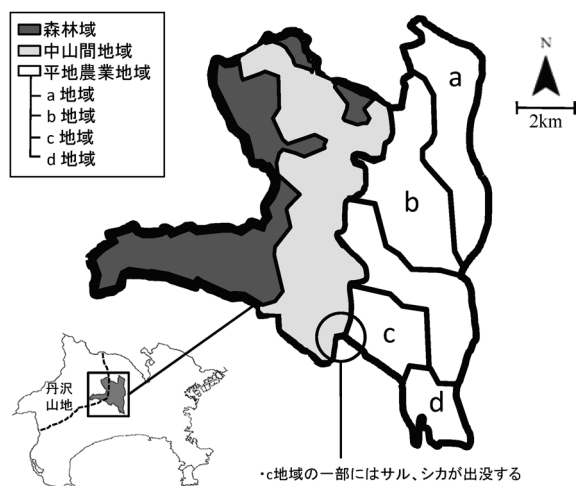 森林域
中山間地域
平地農業地域
a 地域
b 地域
c 地域
d 地域
N
2km
a
b
c
d
丹沢
山地
・c地域の一部にはサル、シカが出没する